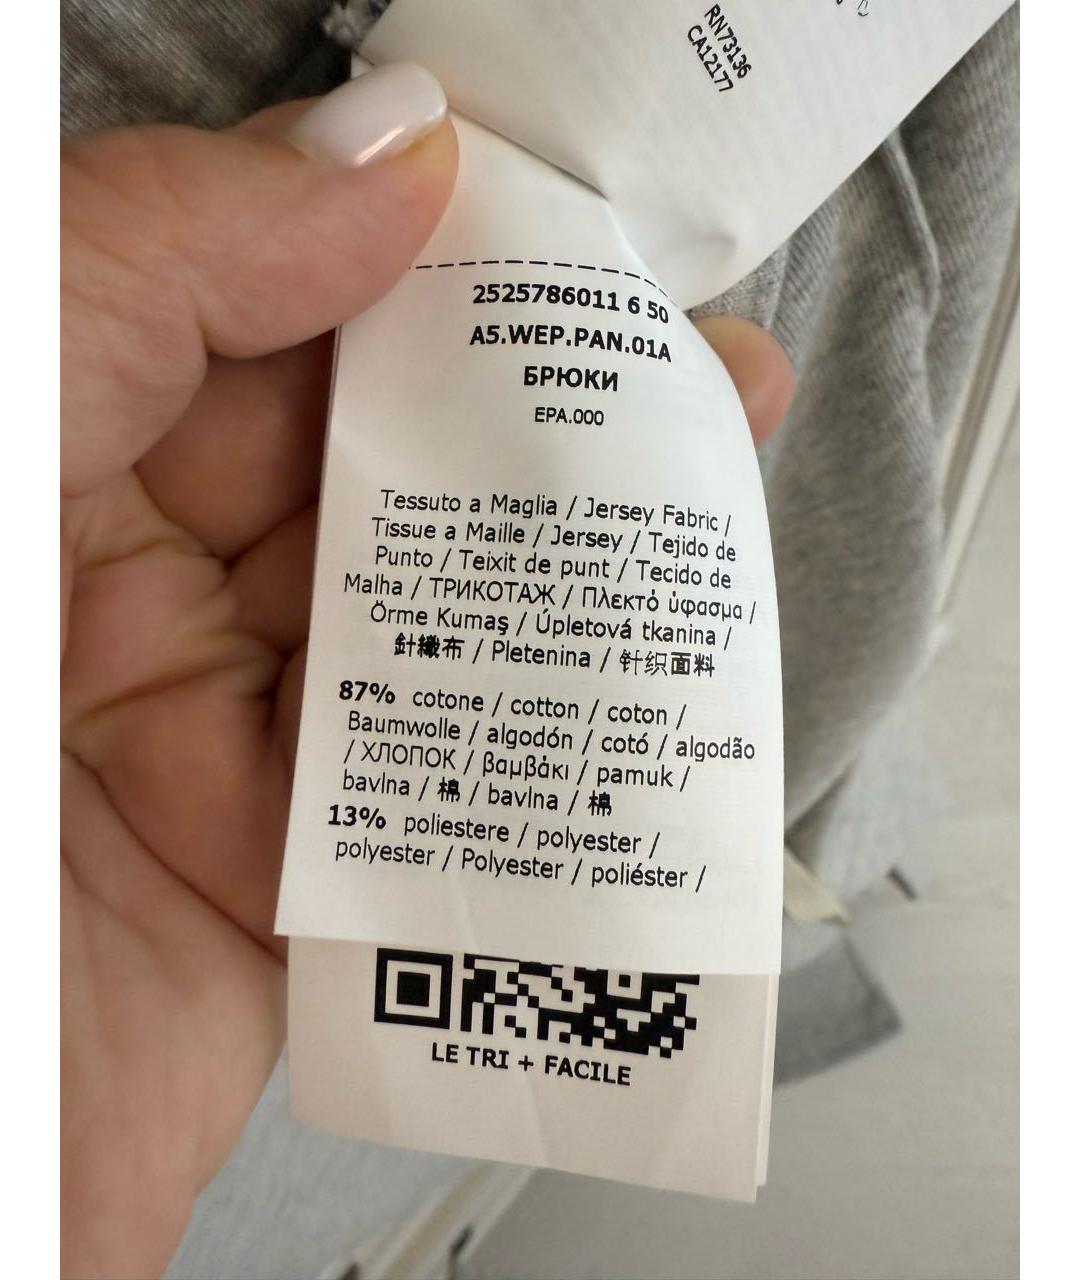 RN73136
CA12177
2525786011 6 50
A5.WEP.PAN.01A
БРЮКИ
EPA.000
Tessuto a Maglia / Jersey Fabric /
Tissue a Maille / Jersey / Tejido de
Punto / Teixit de punt / Tecido de
Malha / ТРИКОТАЖ / Πλεκτό ὑφασμα /
Örme Kumaş / Úpletová tkanina /
針織布 / Pletenina / 针织面料
87% cotone / cotton / coton /
Baumwolle / algodón / cotó / algodão
/ ХЛОПОК / βαμβάκι / pamuk /
bavlna / 棉 / bavlna / 棉
13% poliestere / polyester /
polyester / Polyester / poliéster /
LE TRI + FACILE